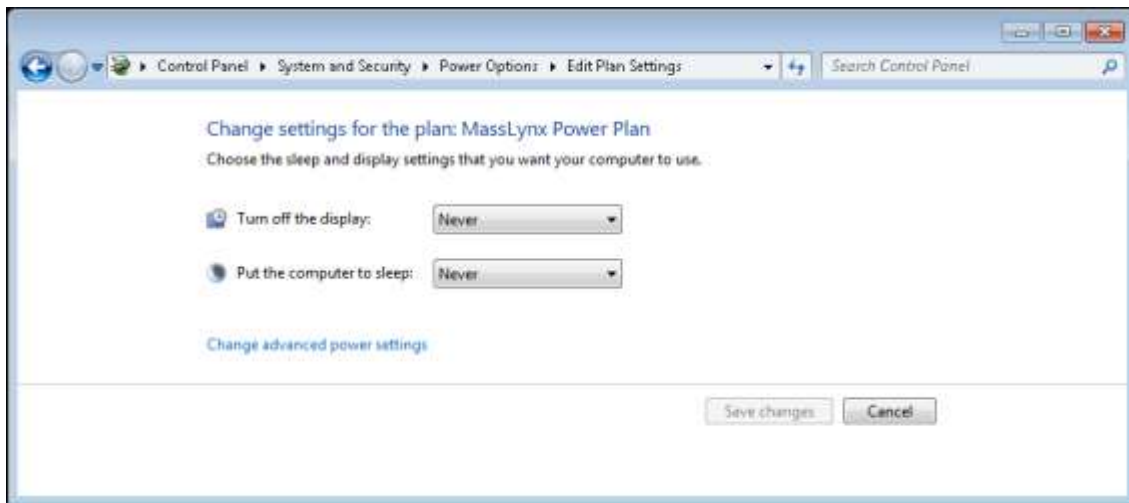 Control Panel ▸ System and Security ▸ Power Options ▸ Edit Plan Settings
Search Control Panel
Change settings for the plan: MassLynx Power Plan
Choose the sleep and display settings that you want your computer to use.
Turn off the display: Never
Put the computer to sleep: Never
Change advanced power settings
Save changes Cancel